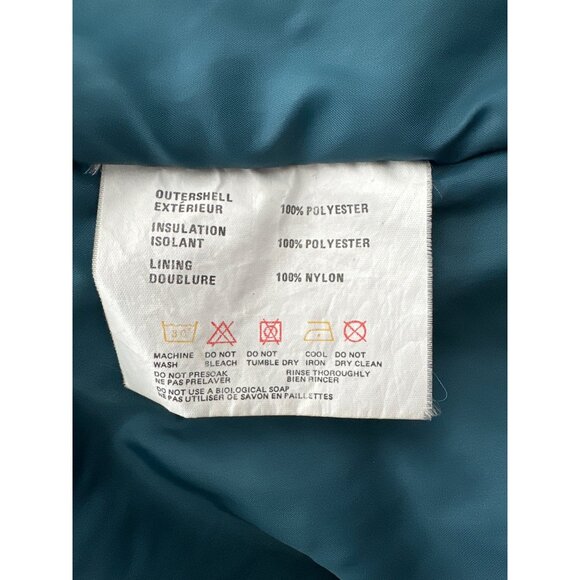 OUTERSHELL
EXTÉRIEUR 100% POLYESTER
INSULATION
ISOLANT 100% POLYESTER
LINING
DOUBLURE 100% NYLON
30°
MACHINE WASH DO NOT BLEACH DO NOT TUMBLE DRY COOL IRON DO NOT DRY CLEAN
DO NOT PRESOAK RINSE THOROUGHLY
NE PAS PRELAVER BIEN RINCER
DO NOT USE A BIOLOGICAL SOAP
NE PAS UTILISER DE SAVON EN PAILLETTES